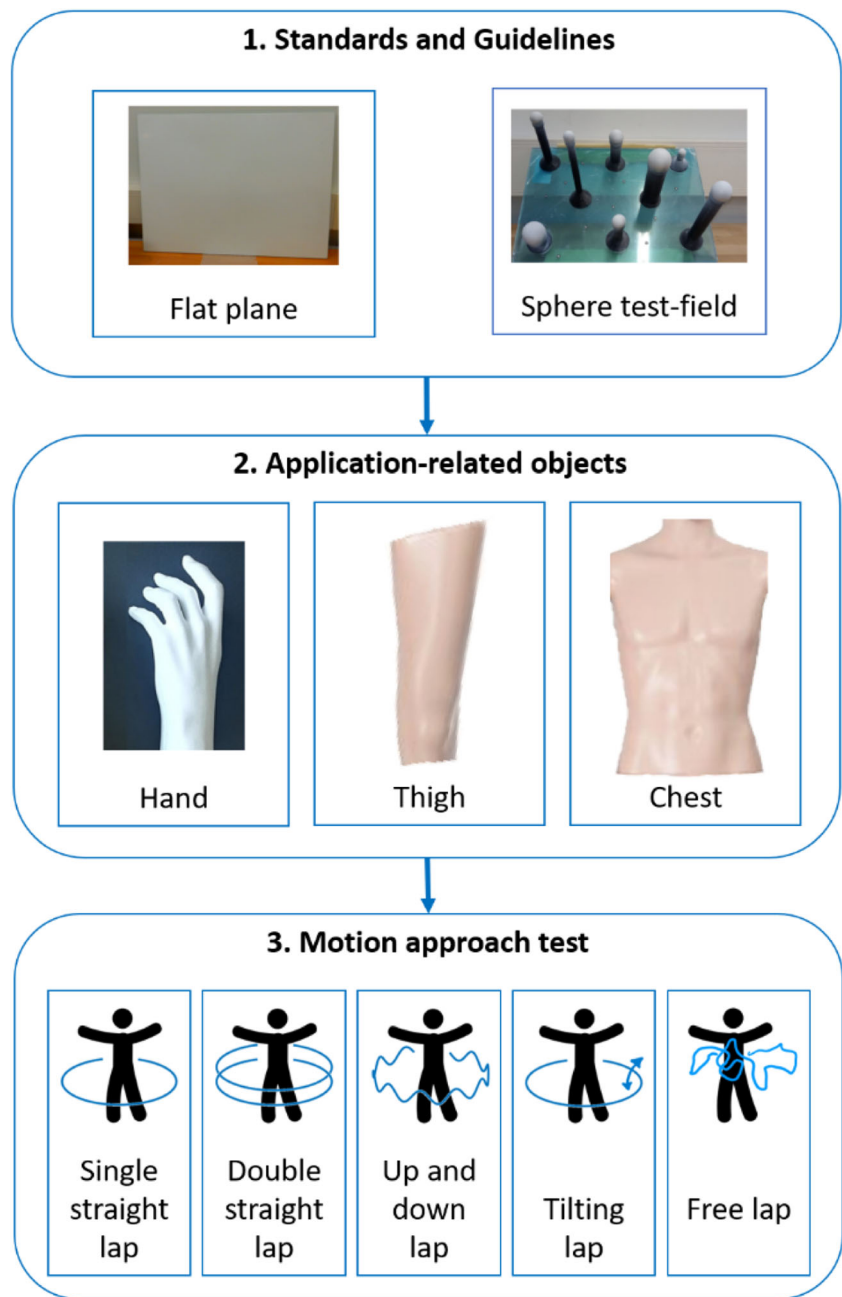 1. Standards and Guidelines
Flat plane
Sphere test-field
2. Application-related objects
Hand
Thigh
Chest
3. Motion approach test
Single
straight
lap
Double
straight
lap
Up and
down
lap
Tilting
lap
Free lap